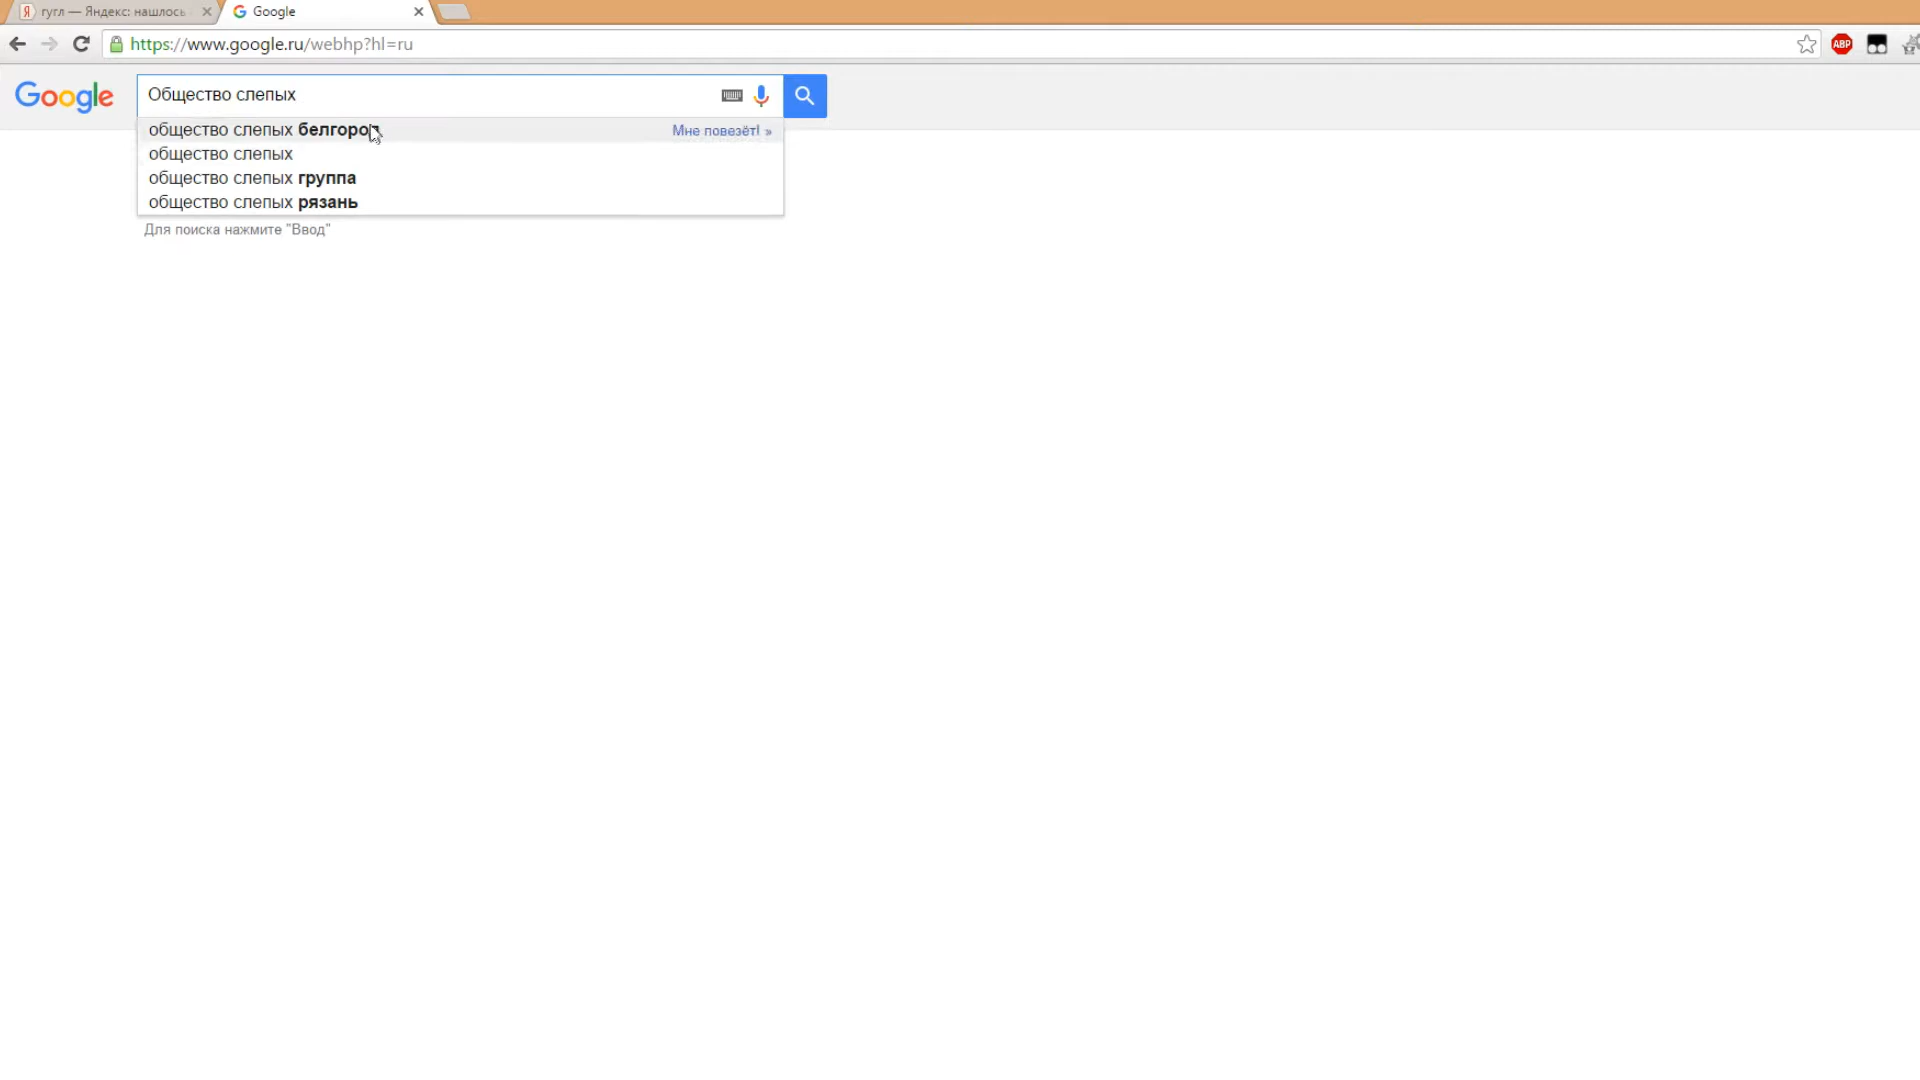 гугл — Яндекс: нашлось
Google
https://www.google.ru/webhp?hl=ru
ABP
Google
Общество слепых
общество слепых белгород
Мне повезёт! »
общество слепых
общество слепых группа
общество слепых рязань
Для поиска нажмите "Ввод"